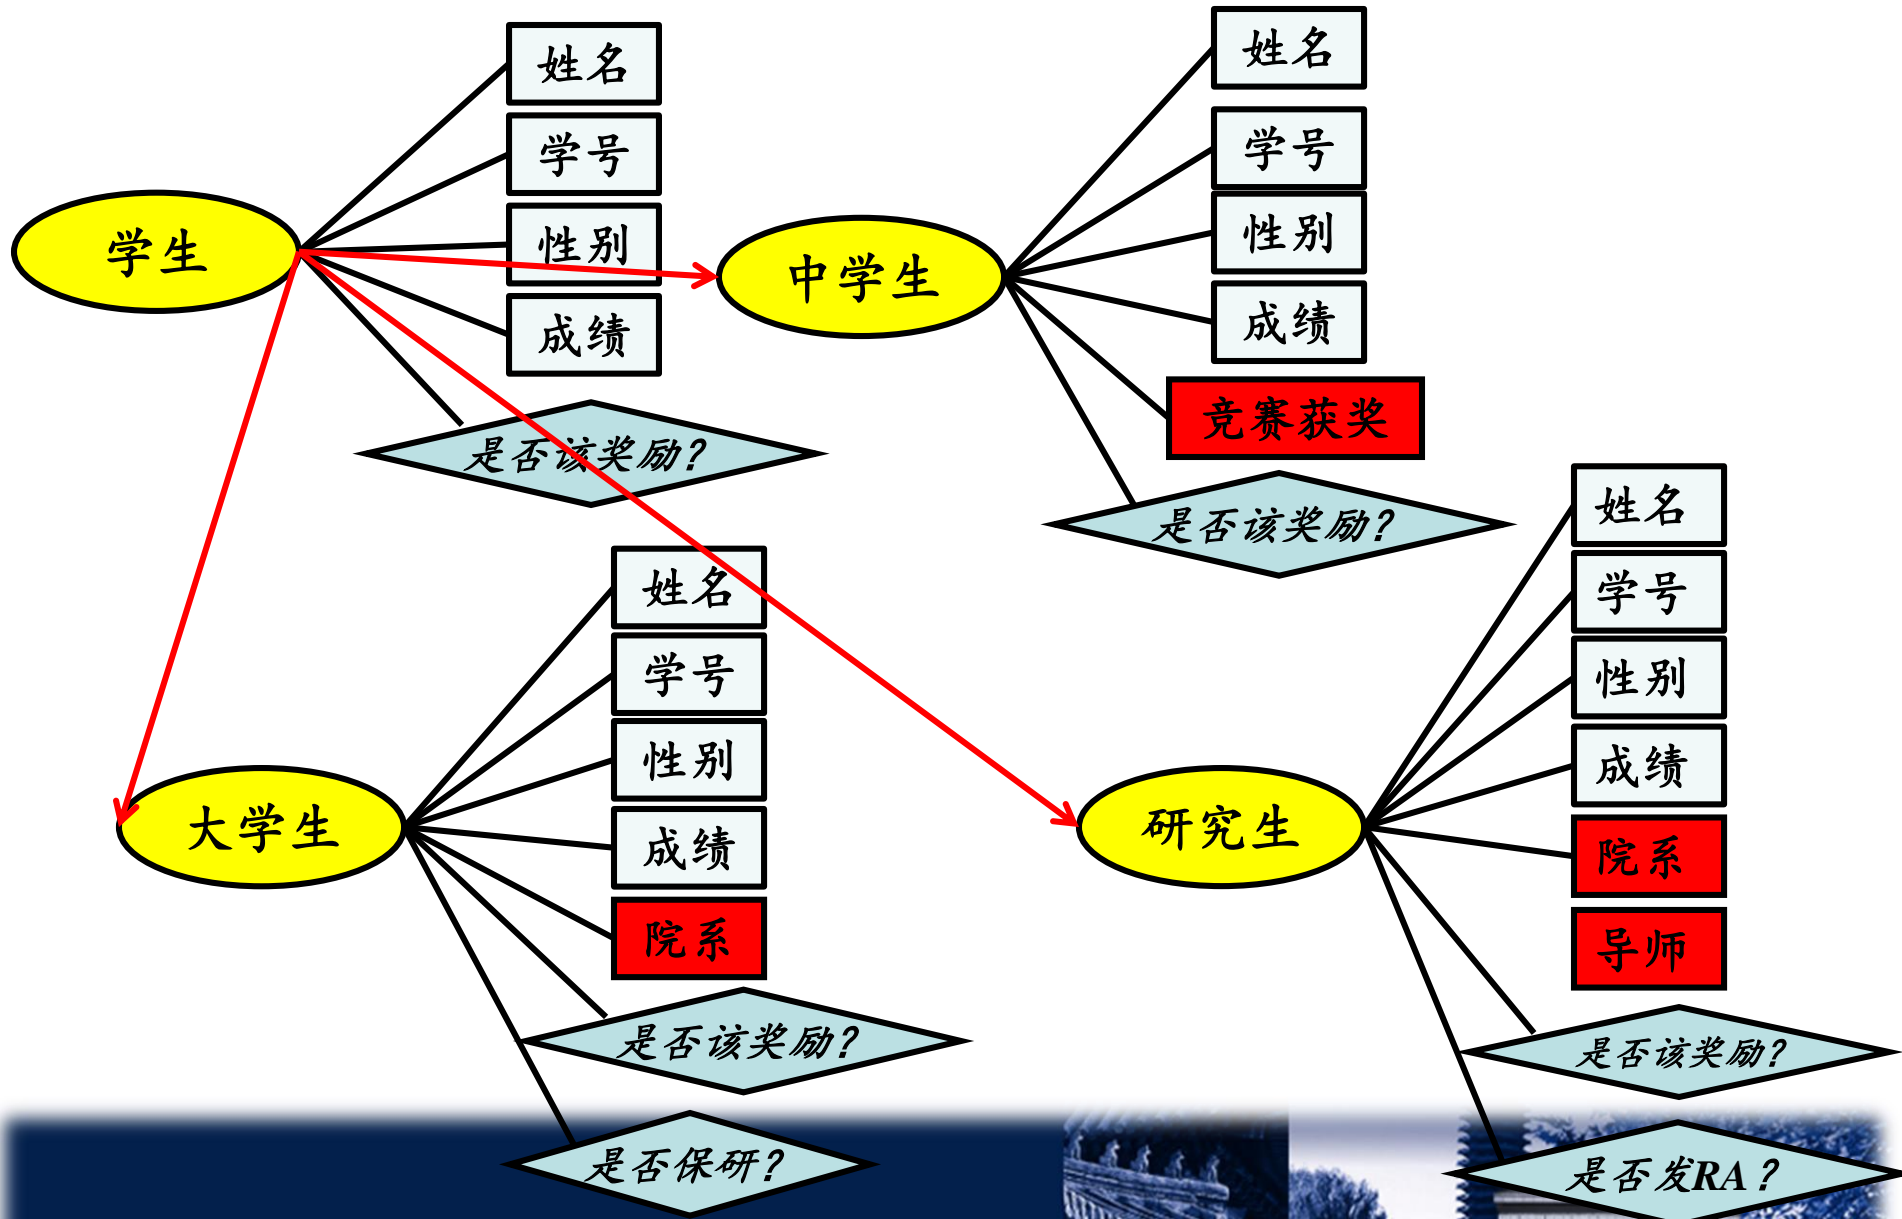 学生
姓名
学号
性别
成绩
是否该奖励？
中学生
姓名
学号
性别
成绩
竞赛获奖
是否该奖励？
大学生
姓名
学号
性别
成绩
院系
是否该奖励？
是否保研？
研究生
姓名
学号
性别
成绩
院系
导师
是否该奖励？
是否发RA？